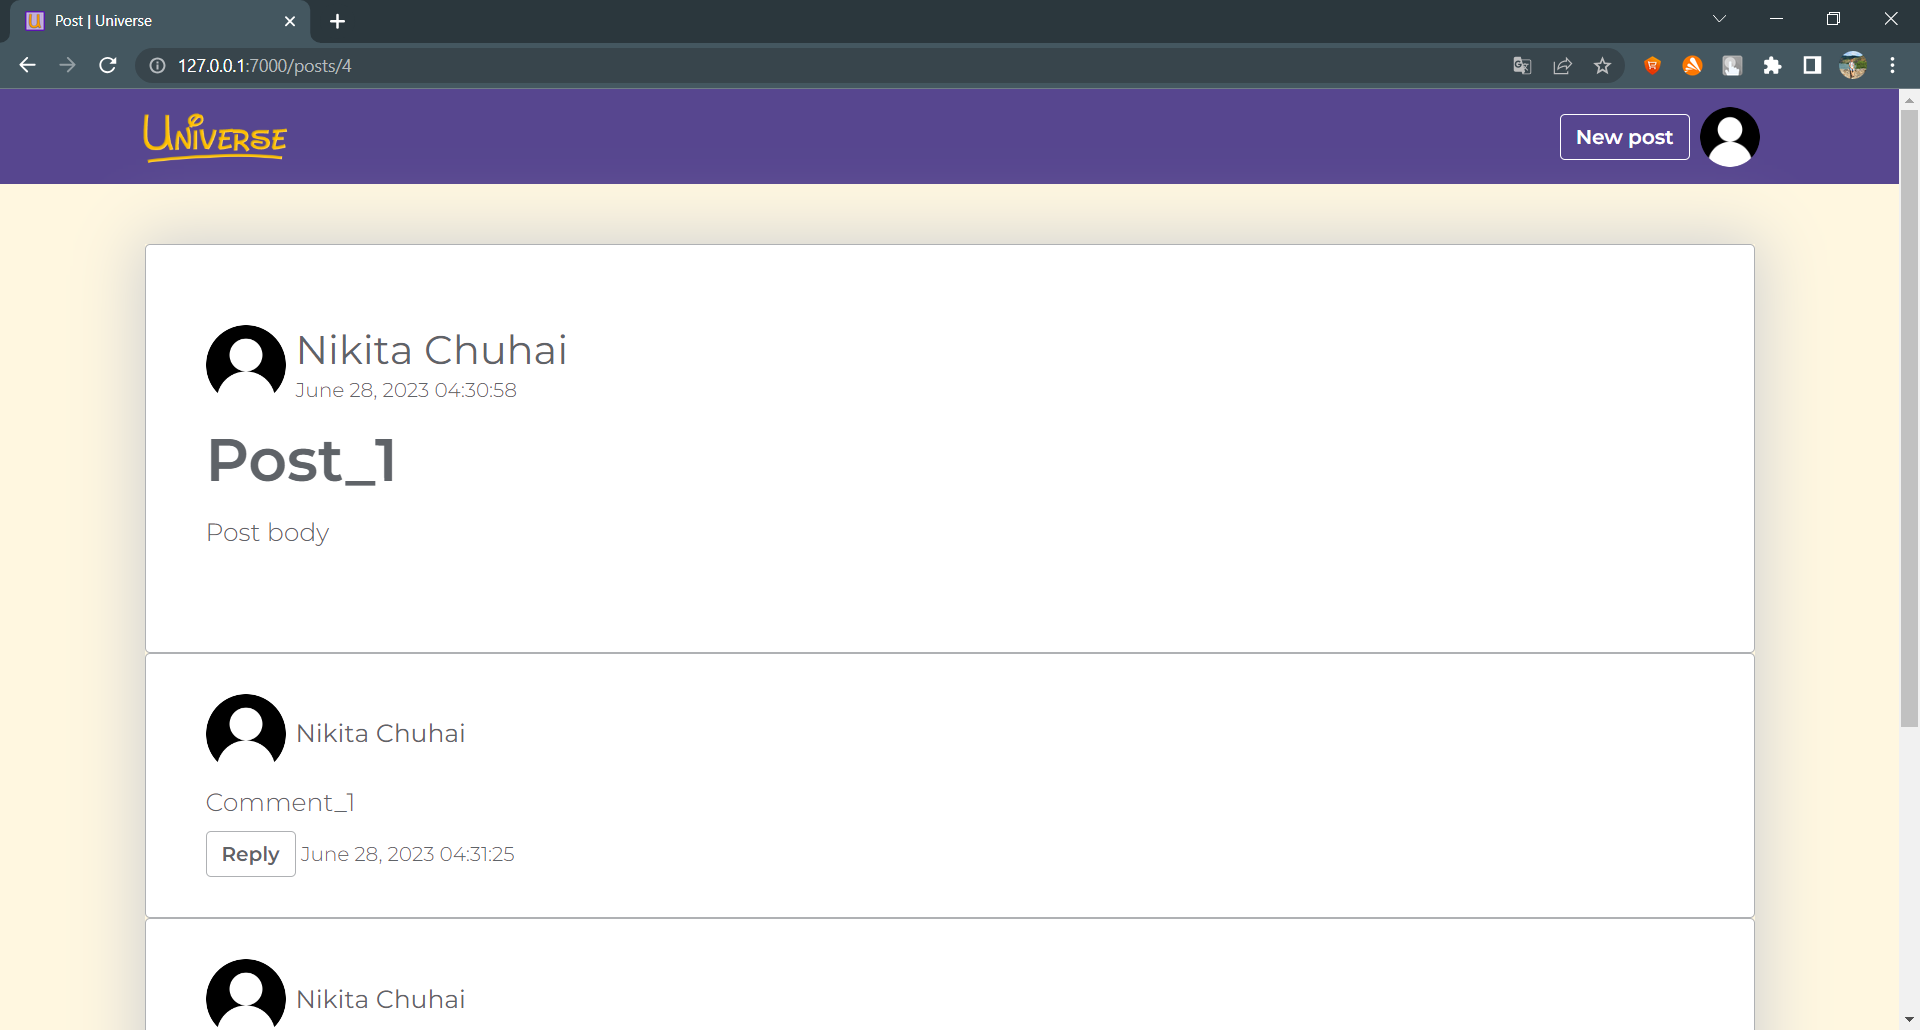 Post | Universe
127.0.0.1:7000/posts/4
UNIVERSE
New post
Nikita Chuhai
June 28, 2023 04:30:58
Post_1
Post body
Nikita Chuhai
Comment_1
Reply June 28, 2023 04:31:25
Nikita Chuhai